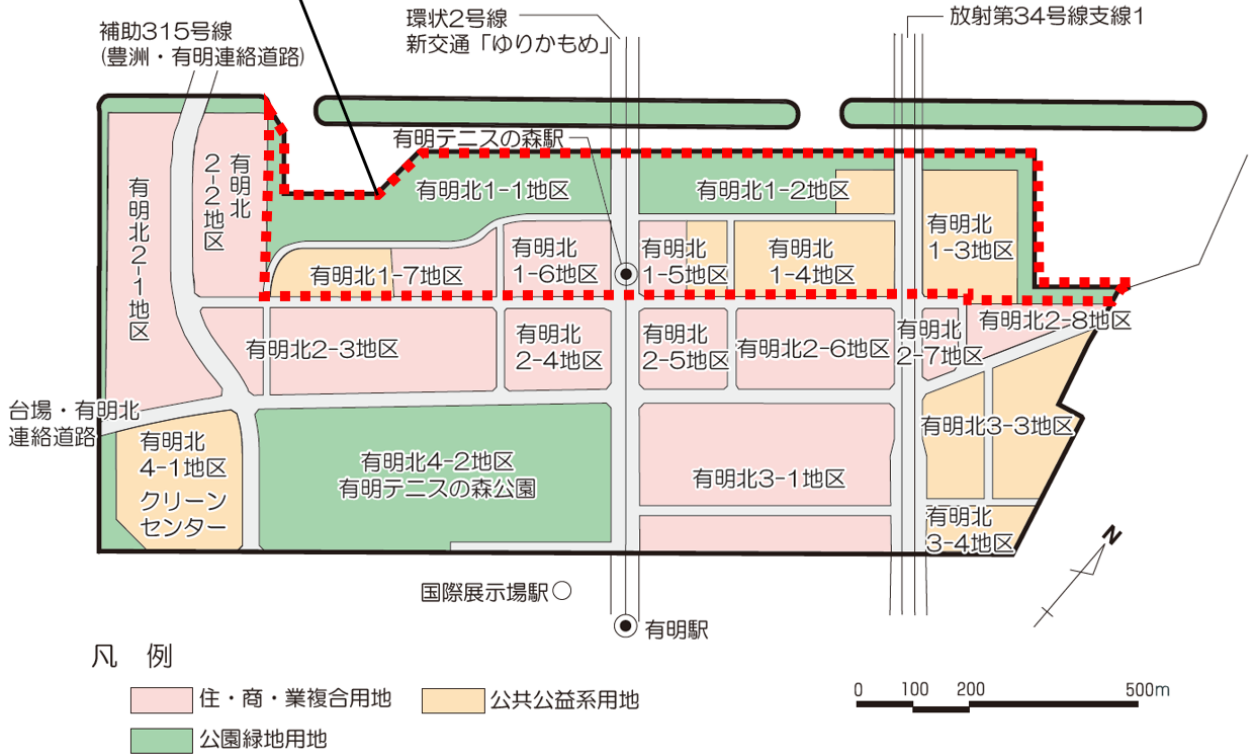 補助315号線
(豊洲・有明連絡道路)
環状2号線
新交通「ゆりかもめ」
放射第34号線支線1
有明テニスの森駅
有明北
2-2地区
有明北2-1地区
有明北1-1地区
有明北1-2地区
有明北
1-3地区
有明北1-7地区
有明北
1-6地区
有明北
1-5地区
有明北
1-4地区
有明北2-3地区
有明北
2-4地区
有明北
2-5地区
有明北2-6地区
有明北
2-7地区
有明北2-8地区
台場・有明北
連絡道路
有明北
4-1地区
クリーン
センター
有明北4-2地区
有明テニスの森公園
有明北3-1地区
有明北3-3地区
有明北
3-4地区
N
国際展示場駅
有明駅
凡 例
住・商・業複合用地
公共公益系用地
公園緑地用地
0 100 200 500m